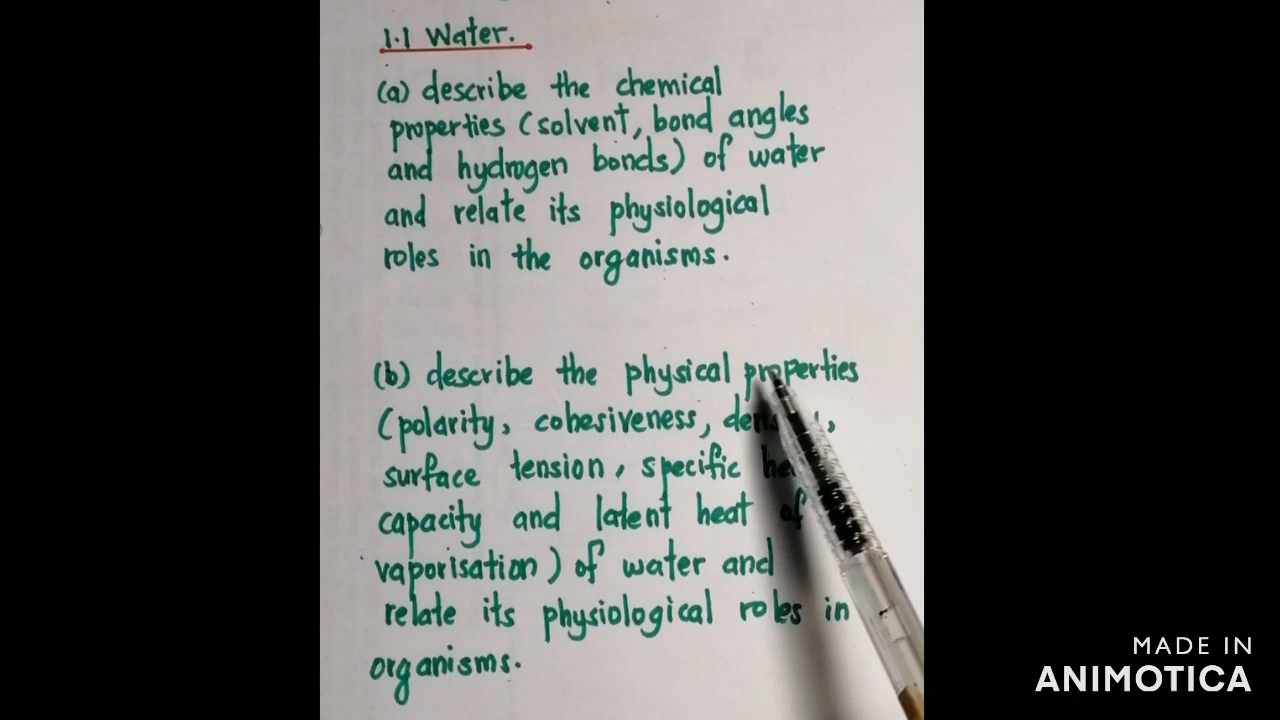 1.1 Water.
(a) describe the chemical
properties (solvent, bond angles
and hydrogen bonds) of water
and relate its physiological
roles in the organisms.
(b) describe the physical properties
(polarity, cohesiveness,
surface tension, specific
capacity and latent heat of
vaporisation) of water and
relate its physiological roles in
organisms.
MADE IN
ANIMOTICA